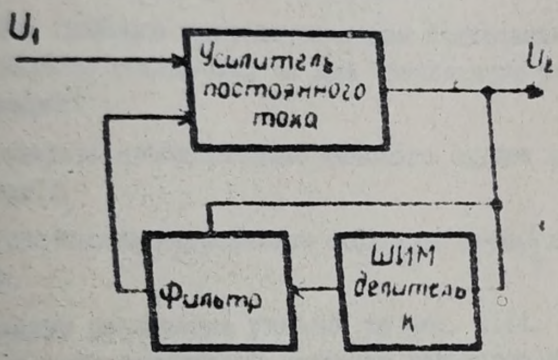 U₁
Усилитель
постоянного
тока
U₂
Фильтр
ШИМ
делитель
К